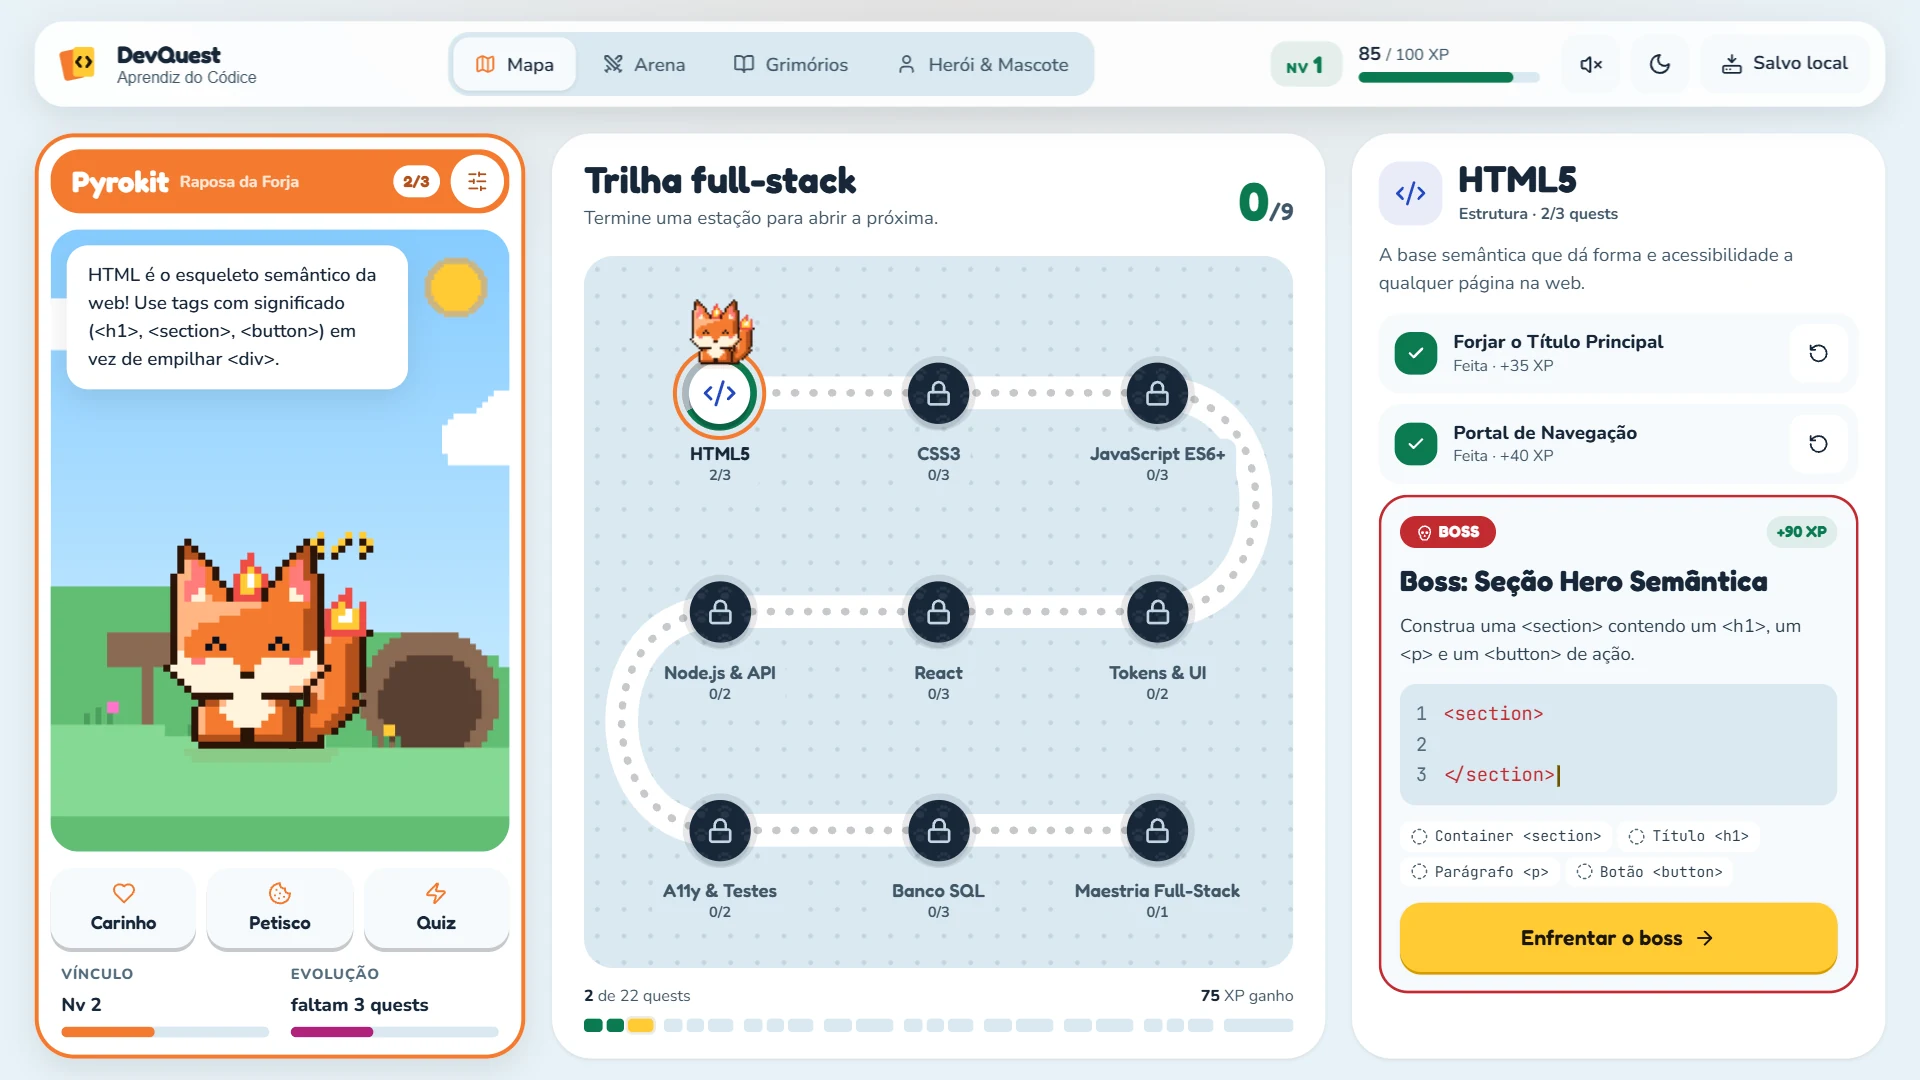 DevQuest
Aprendiz do Códice
Mapa
Arena
Grimórios
Herói & Mascote
NV 1
85 / 100 XP
Salvo local
Pyrokit Raposa da Forja
2/3
HTML é o esqueleto semântico da
web! Use tags com significado
(<h1>, <section>, <button>) em
vez de empilhar <div>.
Carinho
Petisco
Quiz
VÍNCULO
Nv 2
EVOLUÇÃO
faltam 3 quests
Trilha full-stack
Termine uma estação para abrir a próxima.
0/9
HTML5
2/3
CSS3
0/3
JavaScript ES6+
0/3
Node.js & API
0/2
React
0/3
Tokens & UI
0/2
A11y & Testes
0/2
Banco SQL
0/3
Maestria Full-Stack
0/1
2 de 22 quests
75 XP ganho
HTML5
Estrutura · 2/3 quests
A base semântica que dá forma e acessibilidade a
qualquer página na web.
Forjar o Título Principal
Feita · +35 XP
Portal de Navegação
Feita · +40 XP
BOSS
+90 XP
Boss: Seção Hero Semântica
Construa uma <section> contendo um <h1>, um
<p> e um <button> de ação.
1 <section>
2
3 </section>
Container <section>
Título <h1>
Parágrafo <p>
Botão <button>
Enfrentar o boss